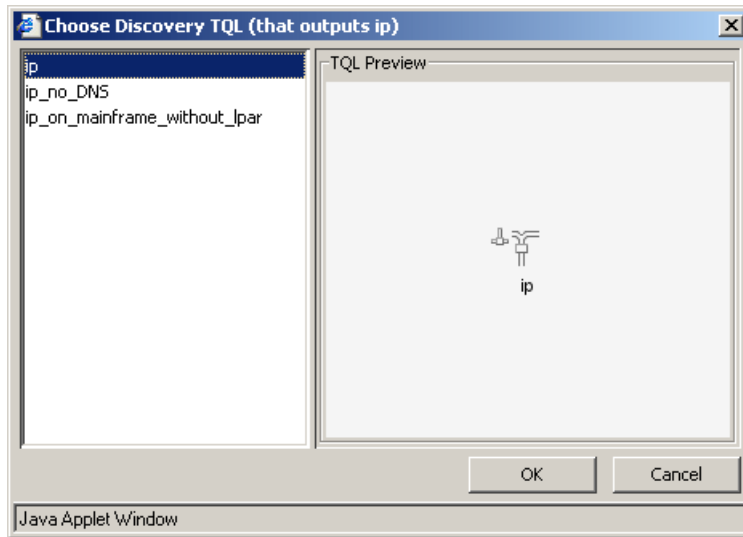 Choose Discovery TQL (that outputs ip)
ip
ip_no_DNS
ip_on_mainframe_without_lpar
TQL Preview
ip
OK
Cancel
Java Applet Window